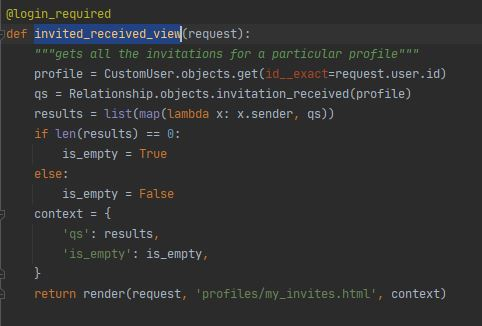 @login_required
def invited_received_view(request):
    """gets all the invitations for a particular profile"""
    profile = CustomUser.objects.get(id__exact=request.user.id)
    qs = Relationship.objects.invitation_received(profile)
    results = list(map(lambda x: x.sender, qs))
    if len(results) == 0:
        is_empty = True
    else:
        is_empty = False
    context = {
        'qs': results,
        'is_empty': is_empty,
    }
    return render(request, 'profiles/my_invites.html', context)